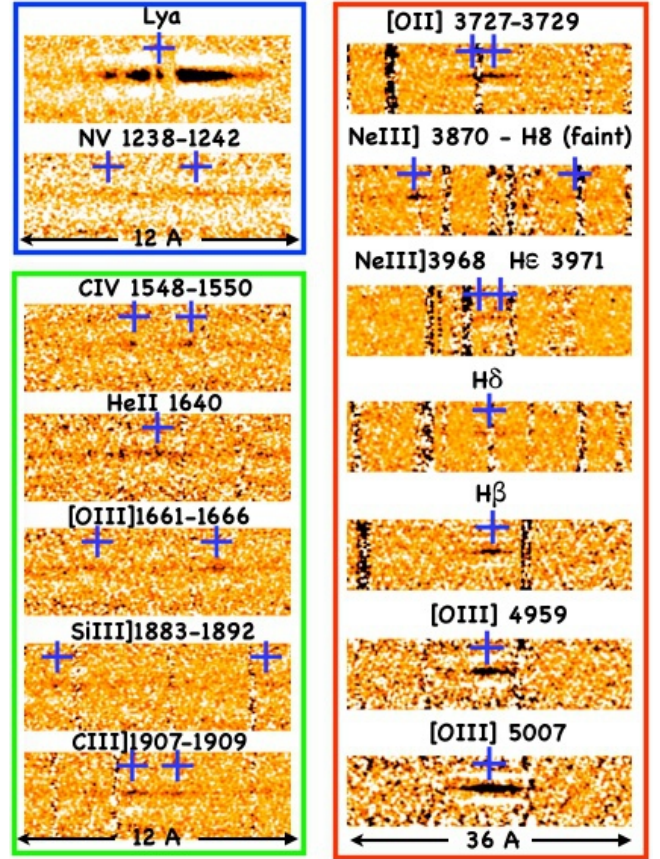 Lya
NV 1238-1242
12 A
CIV 1548-1550
HeII 1640
[OIII]1661-1666
SiIII]1883-1892
CIII]1907-1909
12 A
[OII] 3727-3729
NeIII] 3870 - H8 (faint)
NeIII]3968 Hε 3971
Hδ
Hβ
[OIII] 4959
[OIII] 5007
36 A